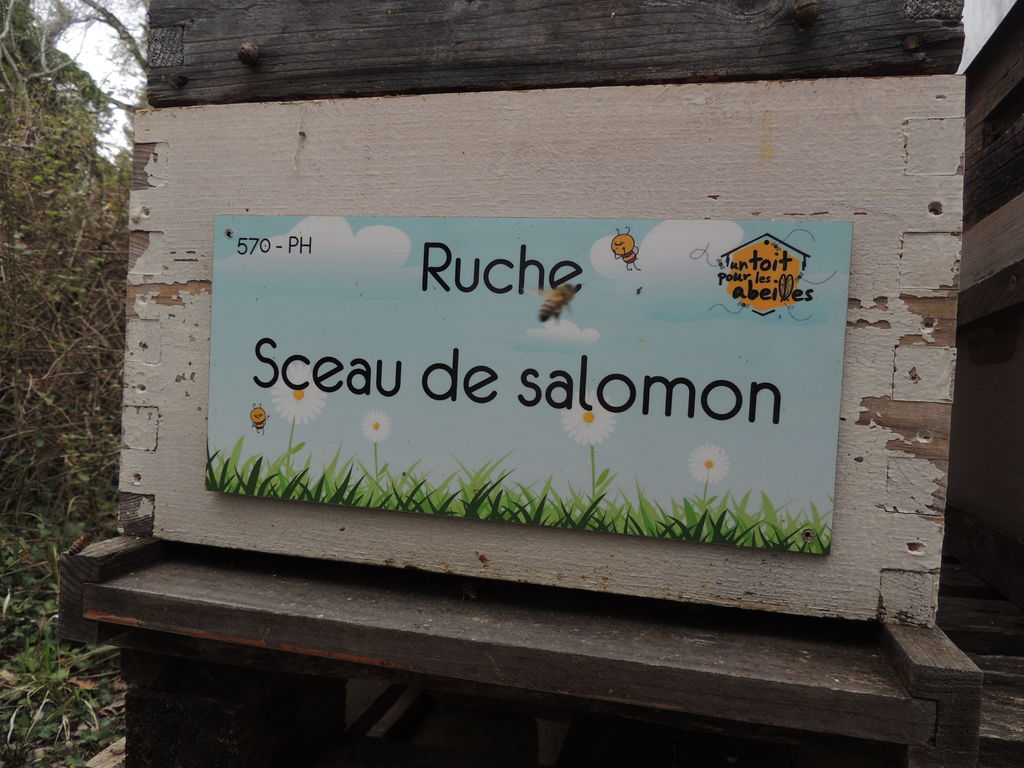 570 - PH
Ruche
un toit
pour les
abeilles
Sceau de salomon